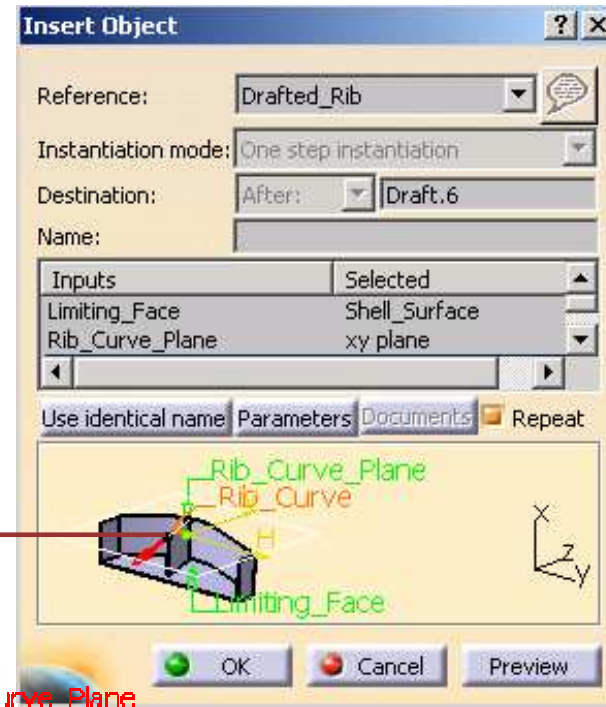 Insert Object
Reference: Drafted_Rib
Instantiation mode: One step instantiation
Destination: After: Draft.6
Name:
Inputs Selected
Limiting_Face Shell_Surface
Rib_Curve_Plane xy plane
Use identical name Parameters Documents Repeat
Rib_Curve_Plane
Rib_Curve
H
x
z
y
Limiting_Face
OK Cancel Preview
Plane